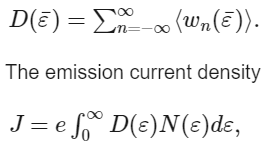 D(ε̄) = ∑_{n=-∞}^{∞} ⟨w_n(ε̄)⟩.
The emission current density
J = e ∫_0^∞ D(ε)N(ε)dε,